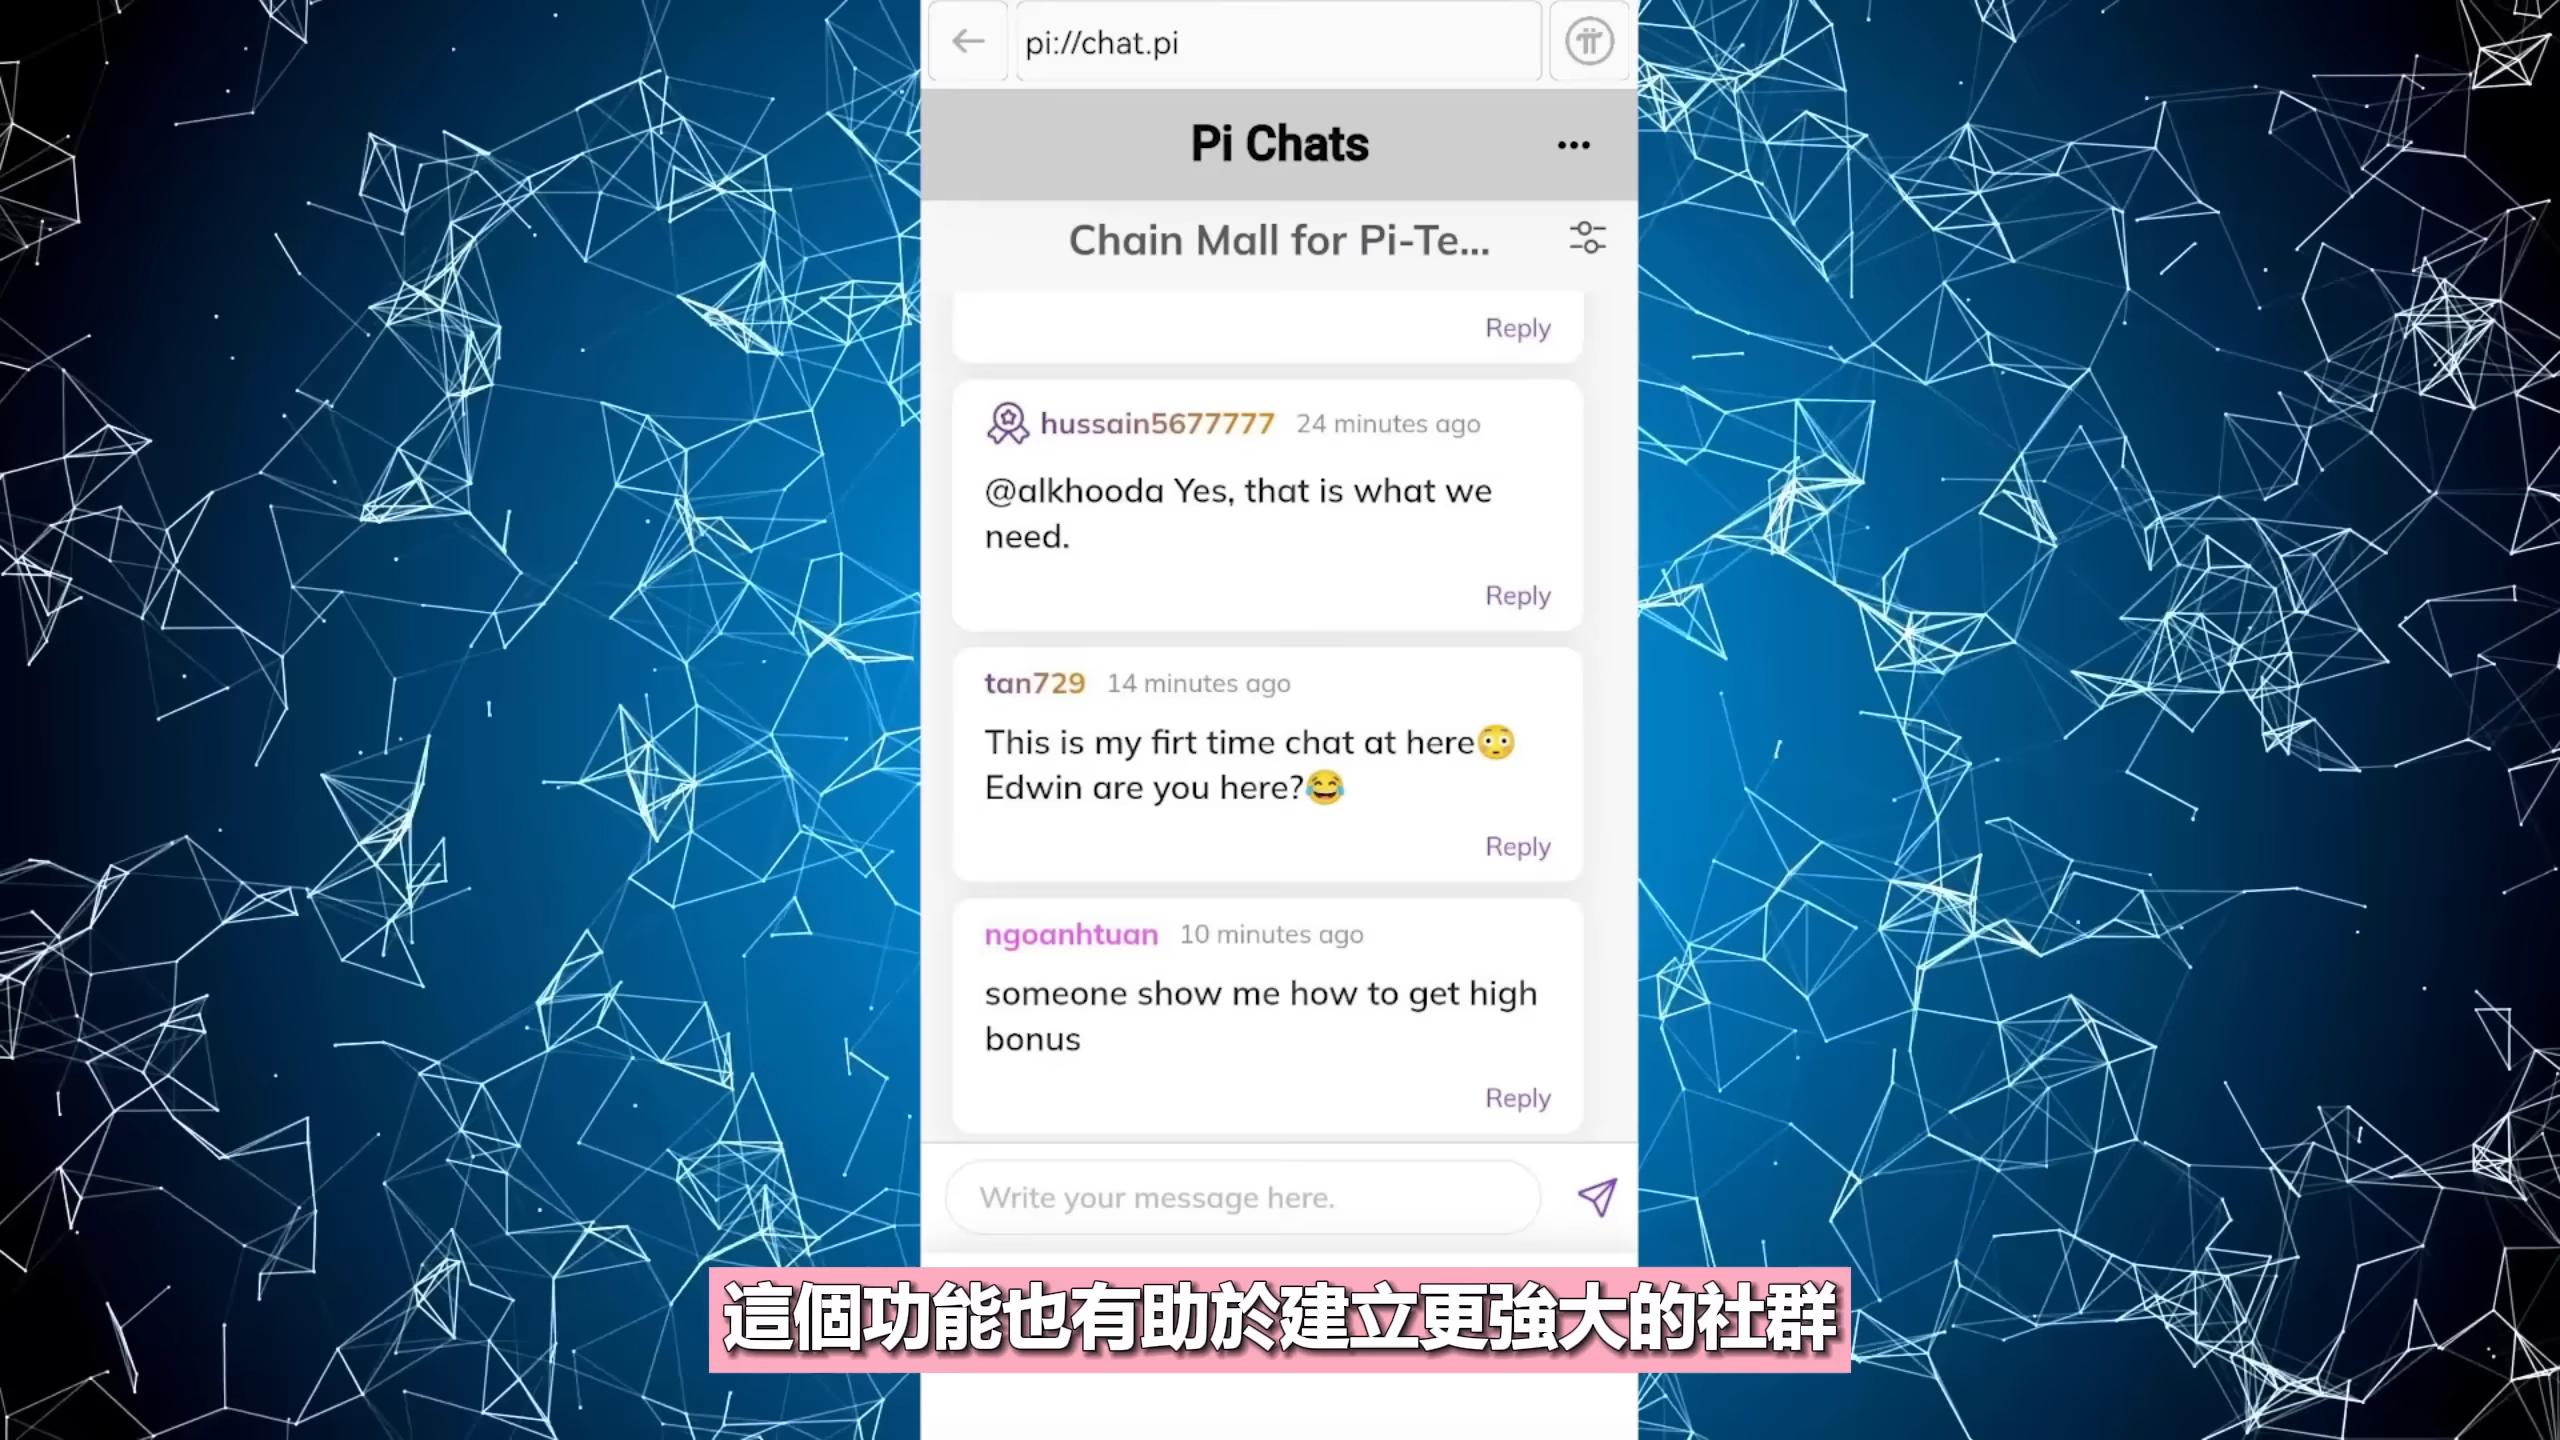 pi://chat.pi
Pi Chats
Chain Mall for Pi-Te...
Reply
hussain5677777 24 minutes ago
@alkhooda Yes, that is what we
need.
Reply
tan729 14 minutes ago
This is my firt time chat at here😳
Edwin are you here?😂
Reply
ngoanhtuan 10 minutes ago
someone show me how to get high
bonus
Reply
Write your message here.
這個功能也有助於建立更強大的社群